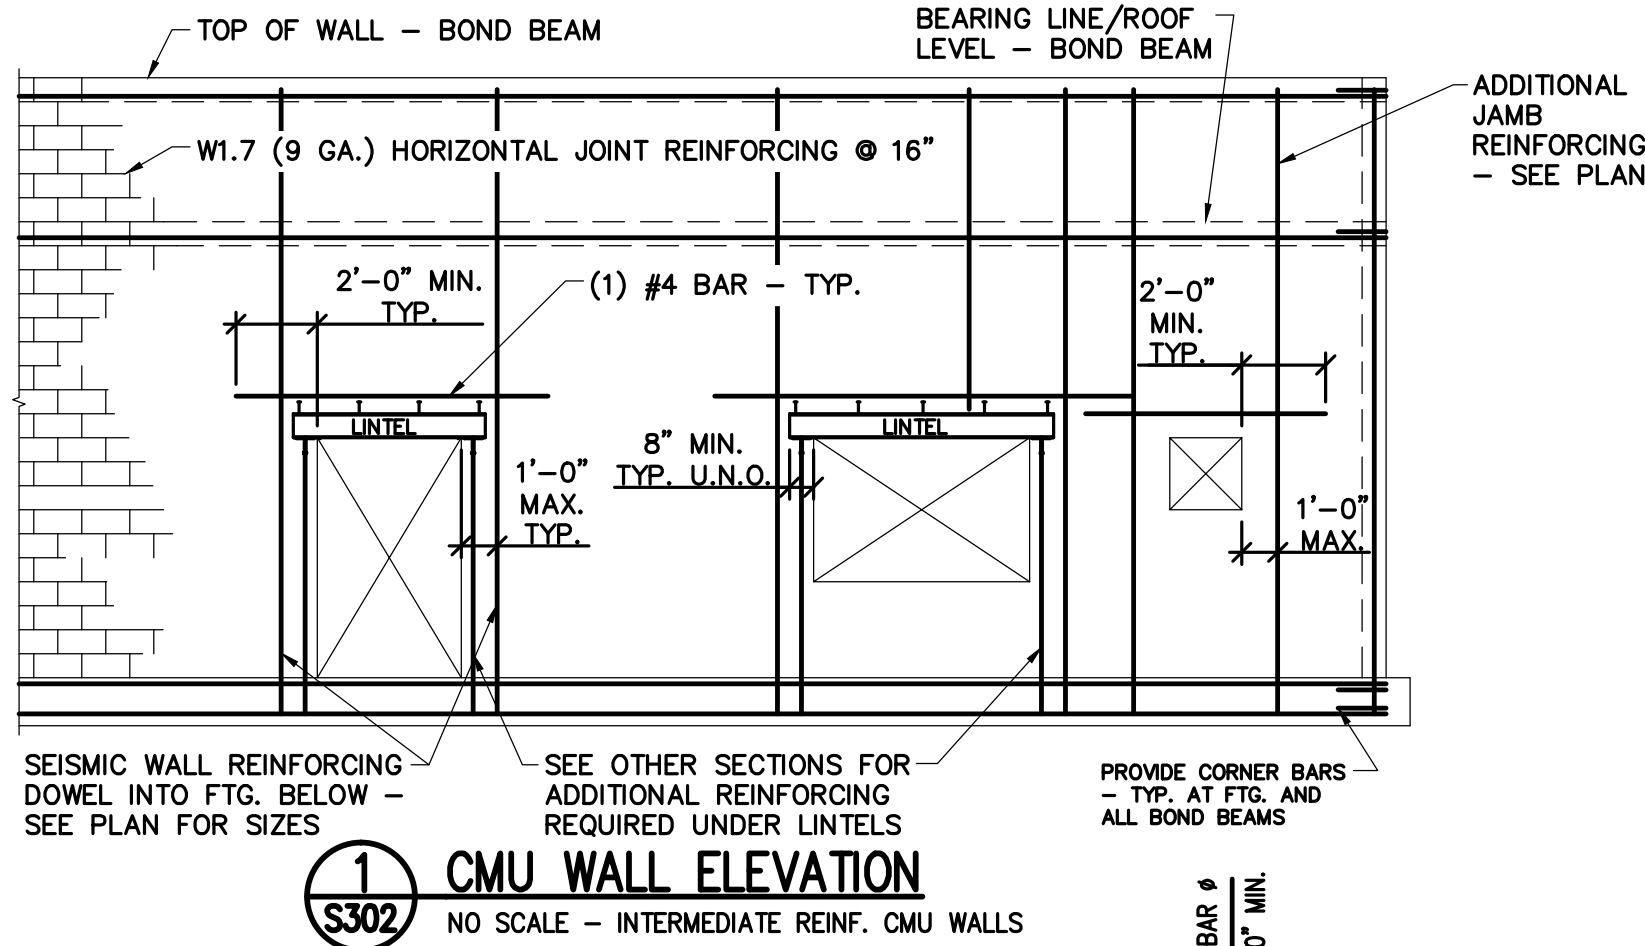 TOP OF WALL – BOND BEAM
BEARING LINE/ROOF
LEVEL – BOND BEAM
ADDITIONAL
JAMB
REINFORCING
– SEE PLAN
W1.7 (9 GA.) HORIZONTAL JOINT REINFORCING @ 16"
2'-0" MIN.
TYP.
(1) #4 BAR – TYP.
2'-0"
MIN.
TYP.
LINTEL
LINTEL
8" MIN.
TYP. U.N.O.
1'-0"
MAX.
TYP.
1'-0"
MAX.
SEISMIC WALL REINFORCING
DOWEL INTO FTG. BELOW –
SEE PLAN FOR SIZES
SEE OTHER SECTIONS FOR
ADDITIONAL REINFORCING
REQUIRED UNDER LINTELS
PROVIDE CORNER BARS
– TYP. AT FTG. AND
ALL BOND BEAMS
1
S302
CMU WALL ELEVATION
NO SCALE – INTERMEDIATE REINF. CMU WALLS
BAR ø
0" MIN.